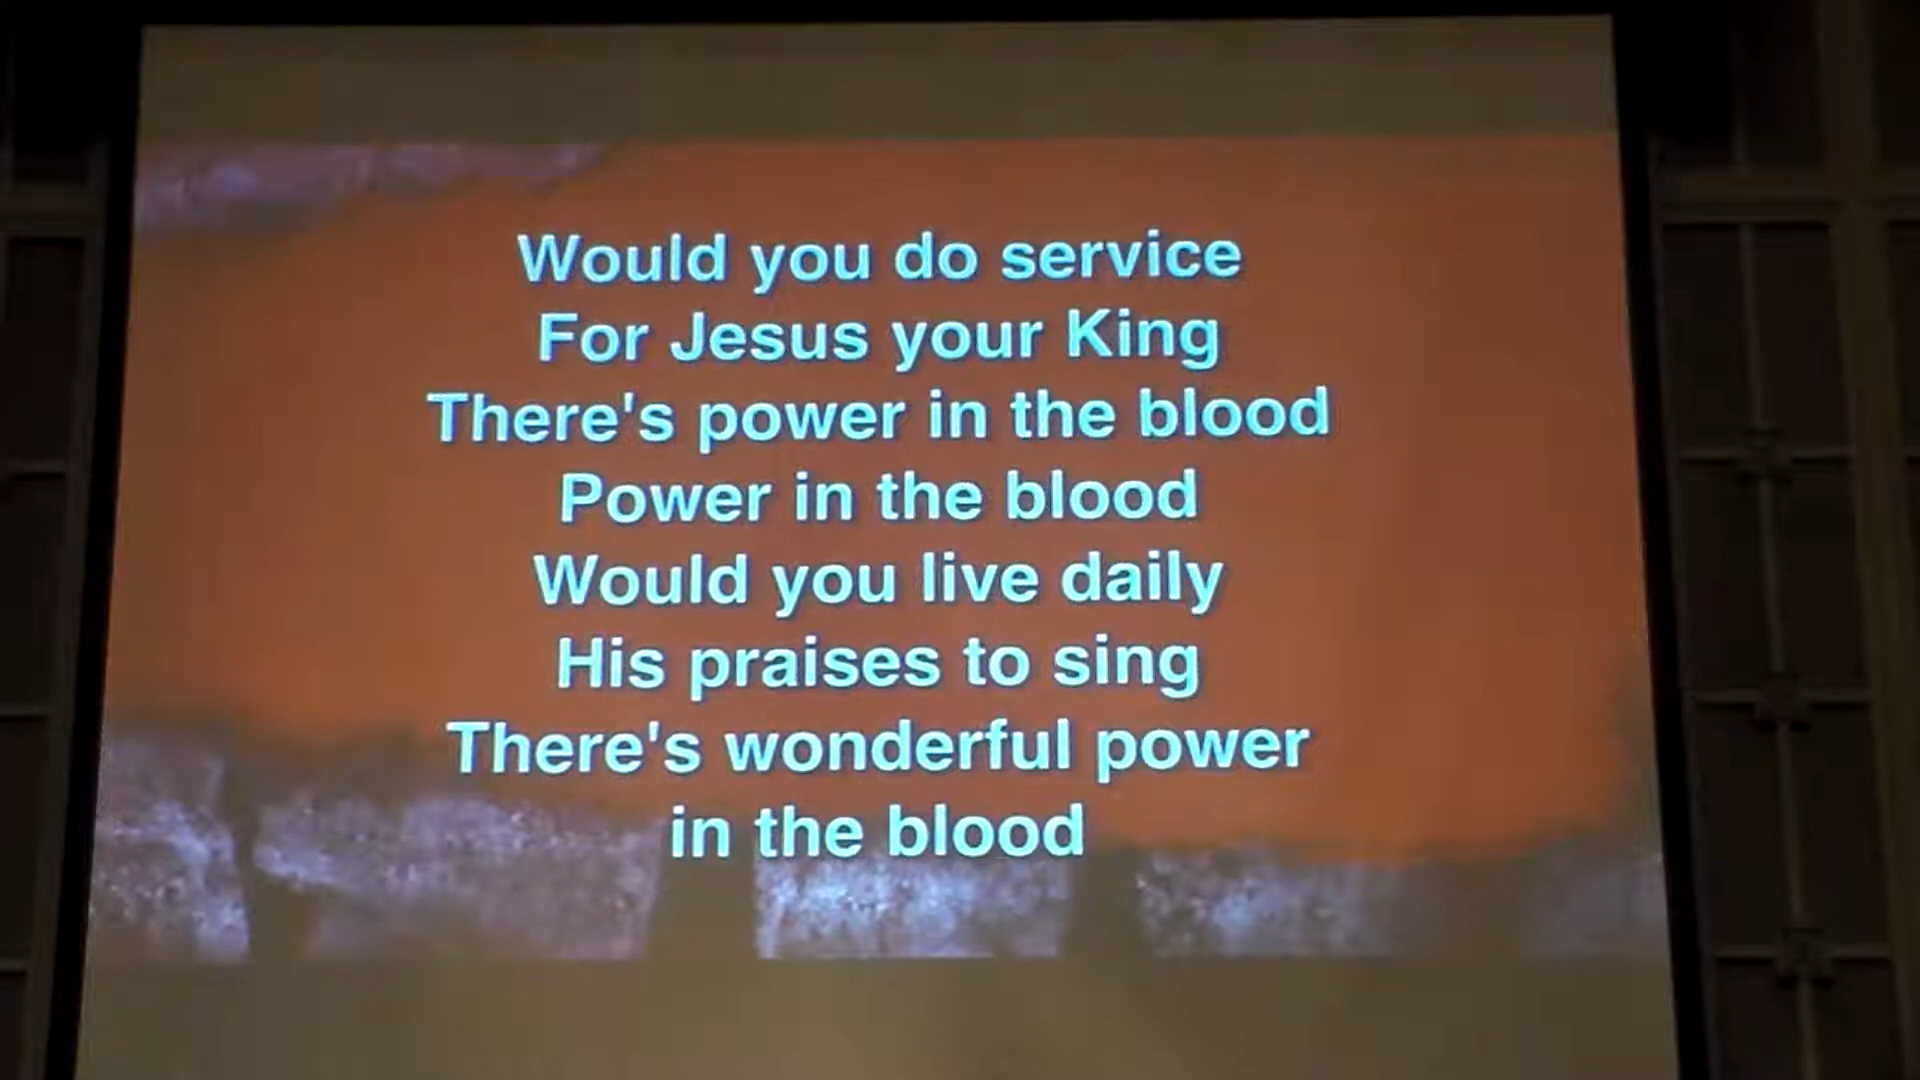 Would you do service
For Jesus your King
There's power in the blood
Power in the blood
Would you live daily
His praises to sing
There's wonderful power
in the blood